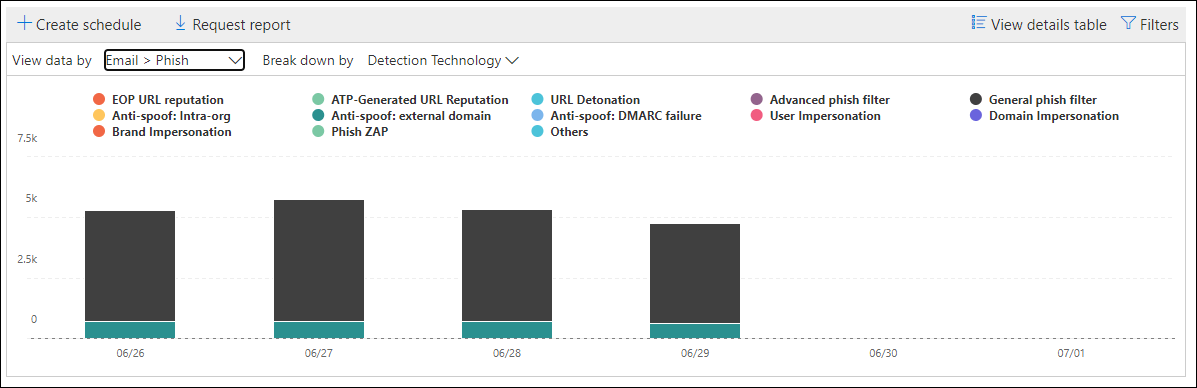 Create schedule Request report View details table Filters
View data by Email > Phish Break down by Detection Technology
EOP URL reputation ATP-Generated URL Reputation URL Detonation Advanced phish filter General phish filter
Anti-spoof: Intra-org Anti-spoof: external domain Anti-spoof: DMARC failure User Impersonation Domain Impersonation
Brand Impersonation Phish ZAP Others
7.5k
5k
2.5k
0
06/26 06/27 06/28 06/29 06/30 07/01